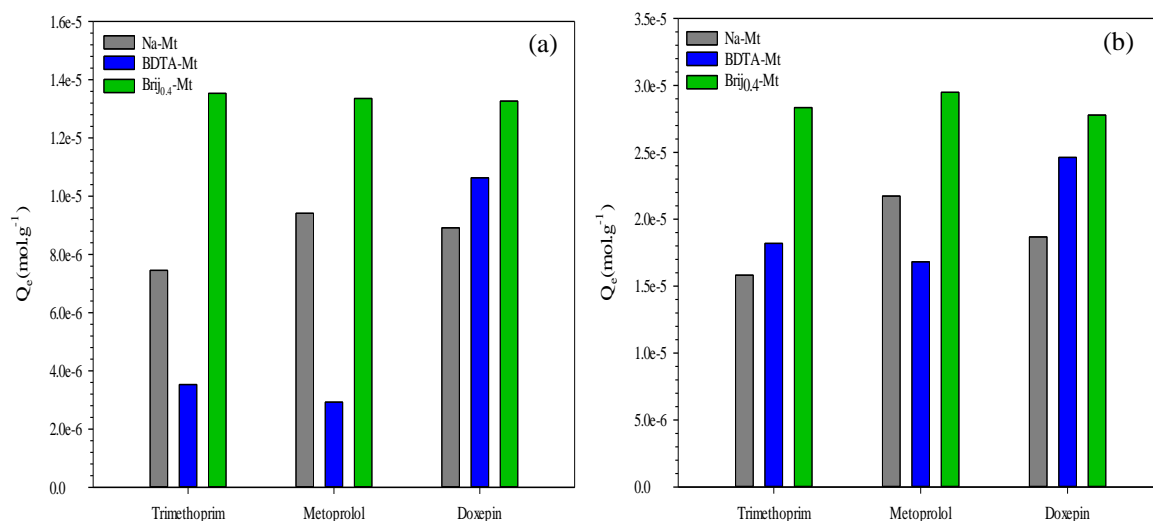 (a)
Na-Mt
BDTA-Mt
Brij0.4-Mt
Qe(mol.g-1)
1.6e-5
1.4e-5
1.2e-5
1.0e-5
8.0e-6
6.0e-6
4.0e-6
2.0e-6
0.0
Trimethoprim Metoprolol Doxepin
(b)
Na-Mt
BDTA-Mt
Brij0.4-Mt
Qe(mol.g-1)
3.5e-5
3.0e-5
2.5e-5
2.0e-5
1.5e-5
1.0e-5
5.0e-6
0.0
Trimethoprim Metoprolol Doxepin